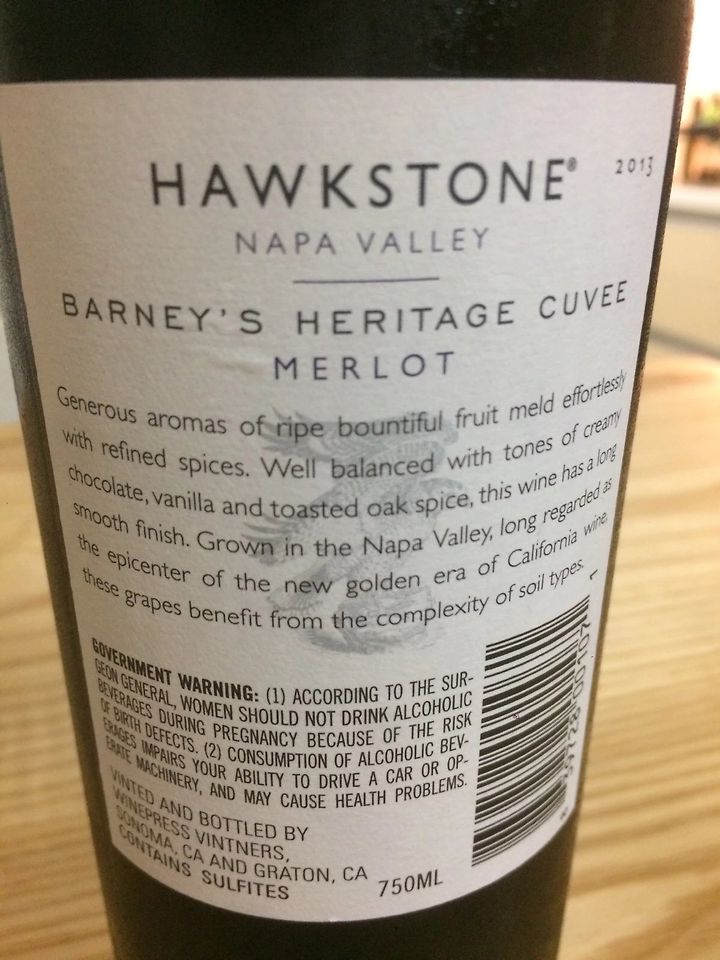 HAWKSTONE® 2013
NAPA VALLEY
BARNEY'S HERITAGE CUVEE
MERLOT
Generous aromas of ripe bountiful fruit meld effortlessly
with refined spices. Well balanced with tones of creamy
chocolate, vanilla and toasted oak spice, this wine has a long
smooth finish. Grown in the Napa Valley, long regarded as
the epicenter of the new golden era of California wine,
these grapes benefit from the complexity of soil types.
GOVERNMENT WARNING: (1) ACCORDING TO THE SUR-
GEON GENERAL, WOMEN SHOULD NOT DRINK ALCOHOLIC
BEVERAGES DURING PREGNANCY BECAUSE OF THE RISK
OF BIRTH DEFECTS. (2) CONSUMPTION OF ALCOHOLIC BEV-
ERAGES IMPAIRS YOUR ABILITY TO DRIVE A CAR OR OP-
ERATE MACHINERY, AND MAY CAUSE HEALTH PROBLEMS.
VINTED AND BOTTLED BY
WINEPRESS VINTNERS,
SONOMA, CA AND GRATON, CA
CONTAINS SULFITES 750ML